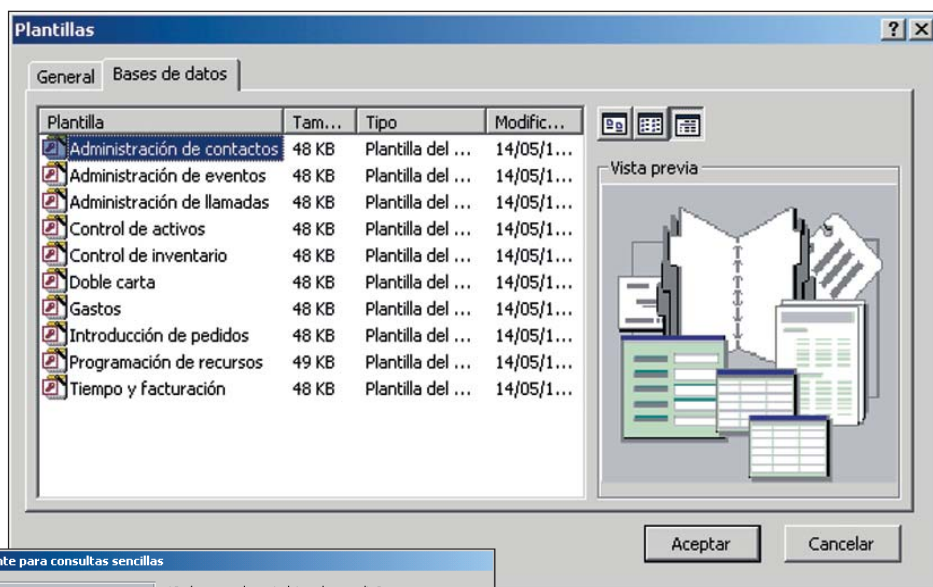 Plantillas
General Bases de datos
Plantilla Tam... Tipo Modific...
Administración de contactos 48 KB Plantilla del ... 14/05/1...
Administración de eventos 48 KB Plantilla del ... 14/05/1...
Administración de llamadas 48 KB Plantilla del ... 14/05/1...
Control de activos 48 KB Plantilla del ... 14/05/1...
Control de inventario 48 KB Plantilla del ... 14/05/1...
Doble carta 48 KB Plantilla del ... 14/05/1...
Gastos 48 KB Plantilla del ... 14/05/1...
Introducción de pedidos 48 KB Plantilla del ... 14/05/1...
Programación de recursos 49 KB Plantilla del ... 14/05/1...
Tiempo y facturación 48 KB Plantilla del ... 14/05/1...
Vista previa
Aceptar Cancelar
para consultas sencillas